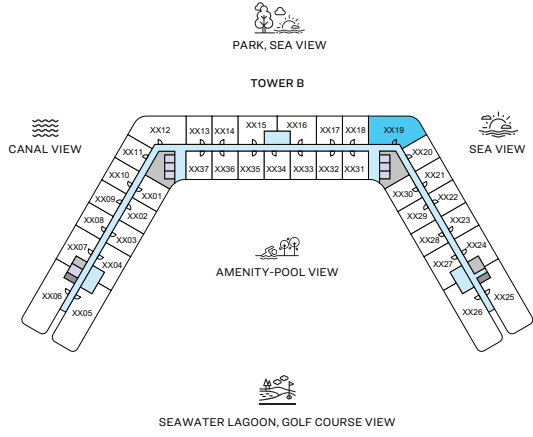 PARK, SEA VIEW
TOWER B
CANAL VIEW
SEA VIEW
XX12
XX13
XX14
XX15
XX16
XX17
XX18
XX19
XX11
XX20
XX10
XX21
XX09
XX22
XX08
XX23
XX07
XX24
XX06
XX25
XX05
XX26
XX37
XX36
XX35
XX34
XX33
XX32
XX31
XX01
XX30
XX02
XX29
XX03
XX28
XX04
XX27
AMENITY-POOL VIEW
SEAWATER LAGOON, GOLF COURSE VIEW